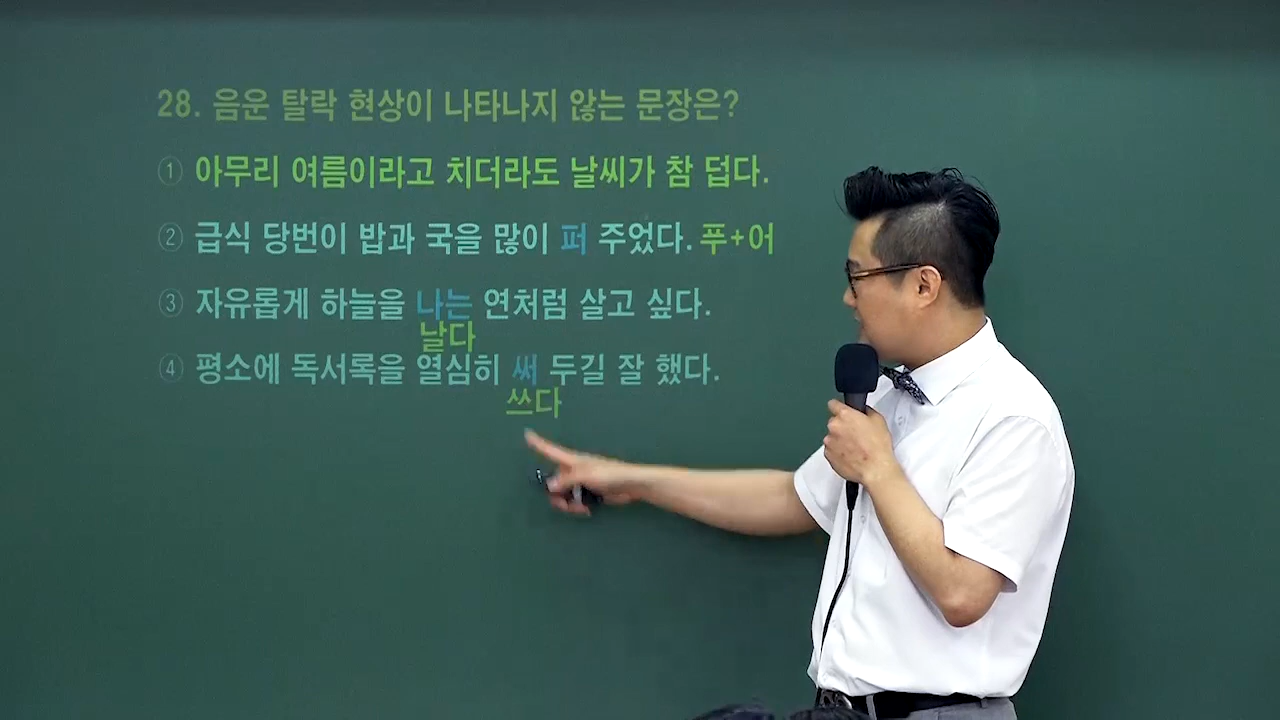 28. 음운 탈락 현상이 나타나지 않는 문장은?
① 아무리 여름이라고 치더라도 날씨가 참 덥다.
② 급식 당번이 밥과 국을 많이 퍼 주었다. 푸+어
③ 자유롭게 하늘을 나는 연처럼 살고 싶다.
날다
④ 평소에 독서록을 열심히 써 두길 잘 했다.
쓰다